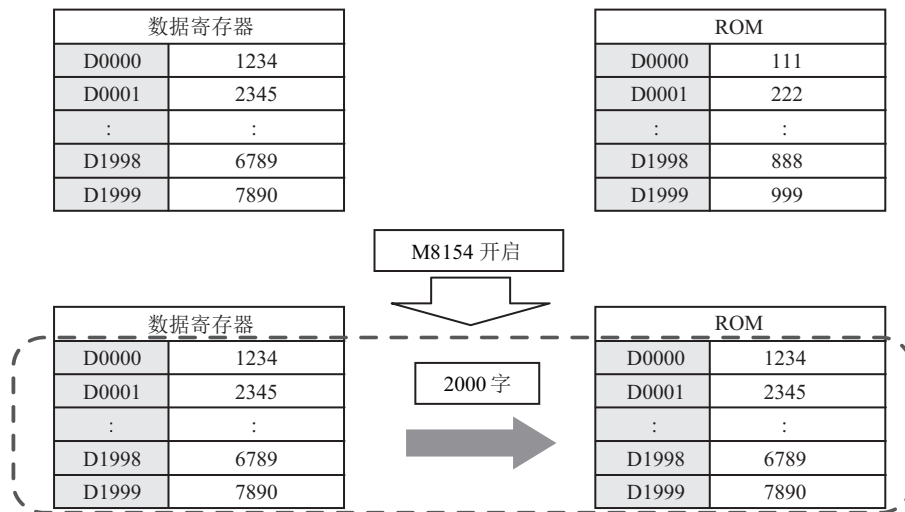 数据寄存器 ROM
D0000 1234 D0000 111
D0001 2345 D0001 222
: : : :
D1998 6789 D1998 888
D1999 7890 D1999 999
M8154 开启
数据寄存器 ROM
D0000 1234 D0000 1234
D0001 2345 2000 字 D0001 2345
: : : :
D1998 6789 D1998 6789
D1999 7890 D1999 7890